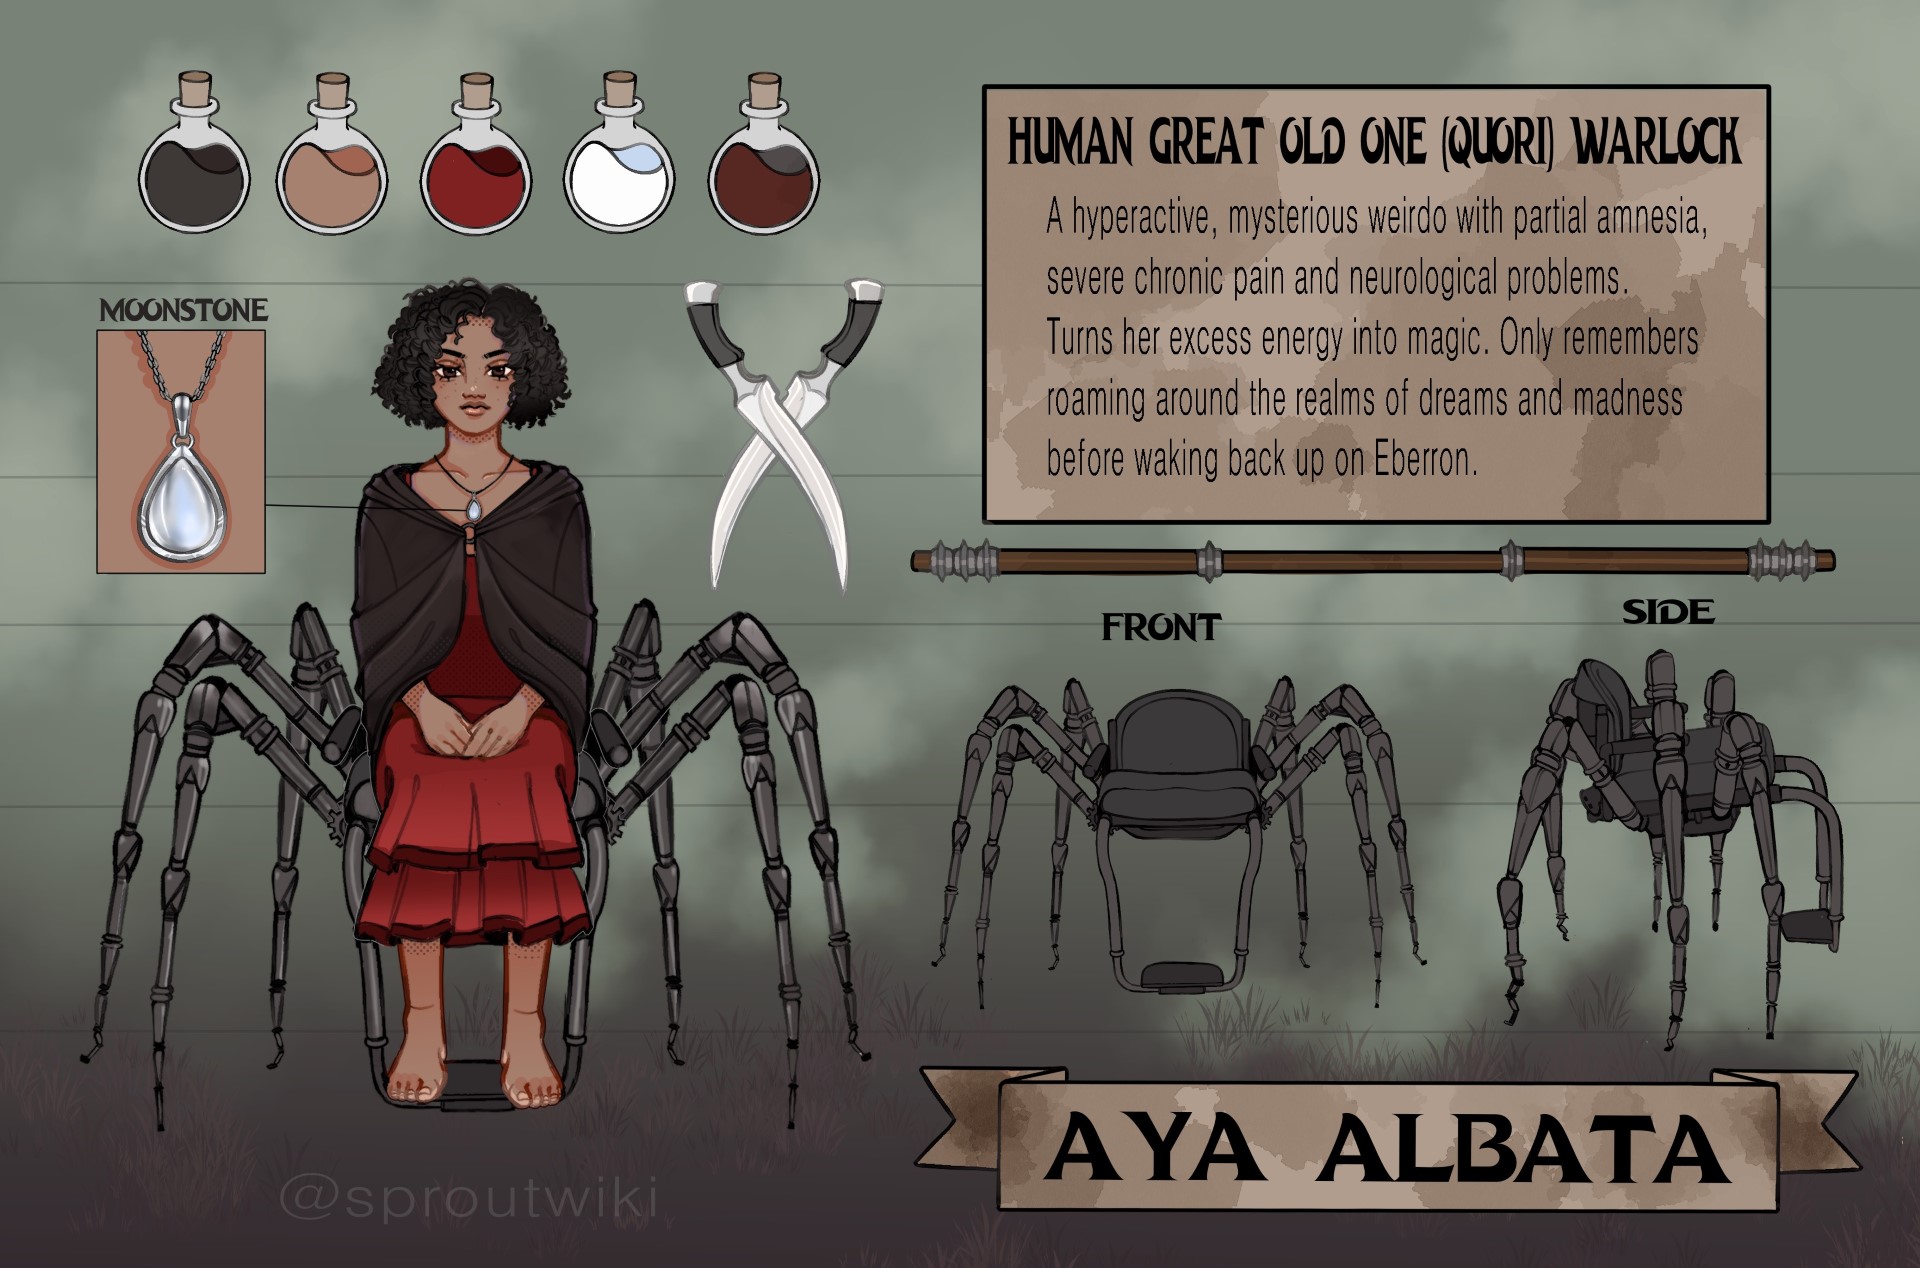 HUMAN GREAT OLD ONE (QUORI) WARLOCK
A hyperactive, mysterious weirdo with partial amnesia,
severe chronic pain and neurological problems.
Turns her excess energy into magic. Only remembers
roaming around the realms of dreams and madness
before waking back up on Eberron.
MOONSTONE
FRONT
SIDE
AYA ALBATA
@sproutwiki